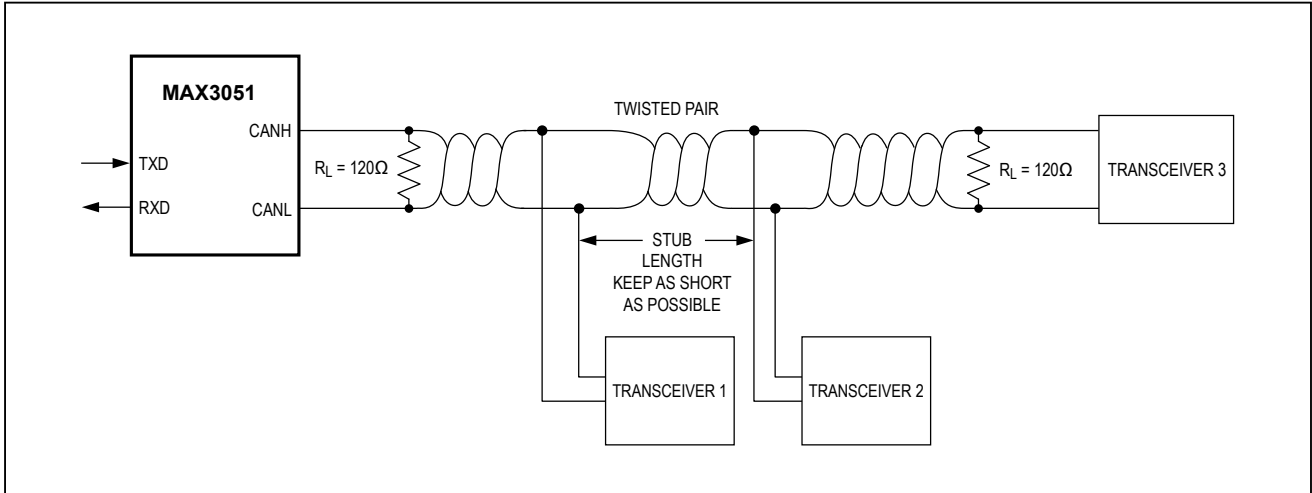 MAX3051
CANH
TXD
RXD
CANL
R_L = 120Ω
TWISTED PAIR
STUB
LENGTH
KEEP AS SHORT
AS POSSIBLE
R_L = 120Ω
TRANSCEIVER 3
TRANSCEIVER 1
TRANSCEIVER 2